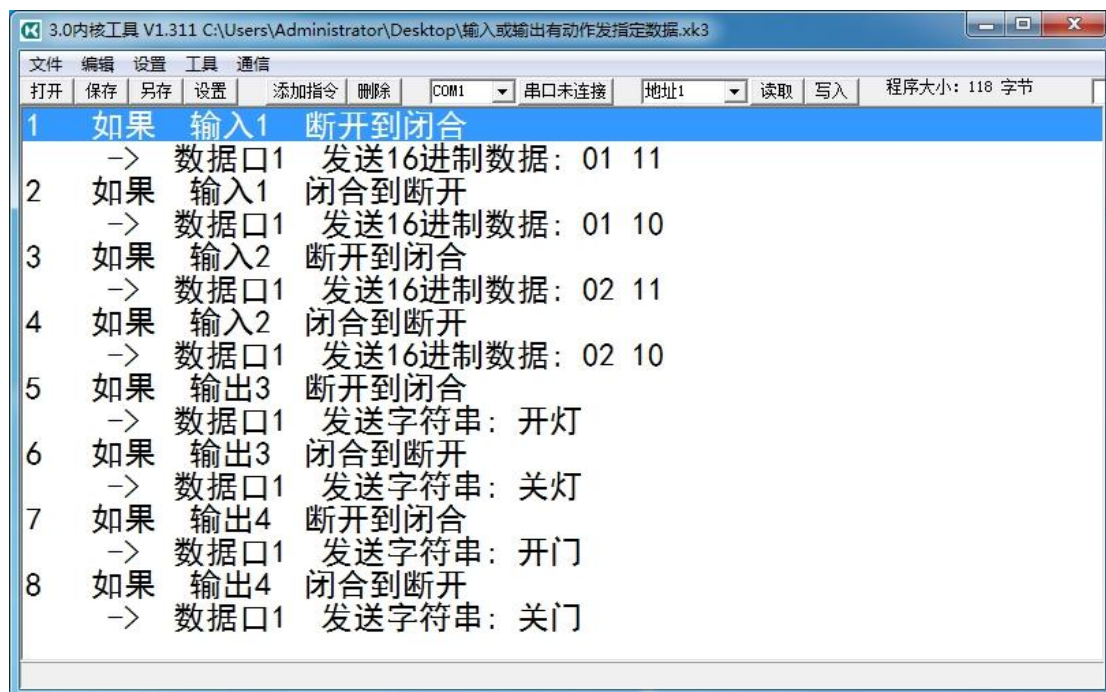 3.0内核工具 V1.311 C:\Users\Administrator\Desktop\输入或输出有动作发指定数据.xk3
文件 编辑 设置 工具 通信
打开 保存 另存 设置 添加指令 删除 COM1 串口未连接 地址1 读取 写入 程序大小: 118 字节
1 如果 输入1 断开到闭合
-> 数据口1 发送16进制数据: 01 11
2 如果 输入1 闭合到断开
-> 数据口1 发送16进制数据: 01 10
3 如果 输入2 断开到闭合
-> 数据口1 发送16进制数据: 02 11
4 如果 输入2 闭合到断开
-> 数据口1 发送16进制数据: 02 10
5 如果 输出3 断开到闭合
-> 数据口1 发送字符串: 开灯
6 如果 输出3 闭合到断开
-> 数据口1 发送字符串: 关灯
7 如果 输出4 断开到闭合
-> 数据口1 发送字符串: 开门
8 如果 输出4 闭合到断开
-> 数据口1 发送字符串: 关门